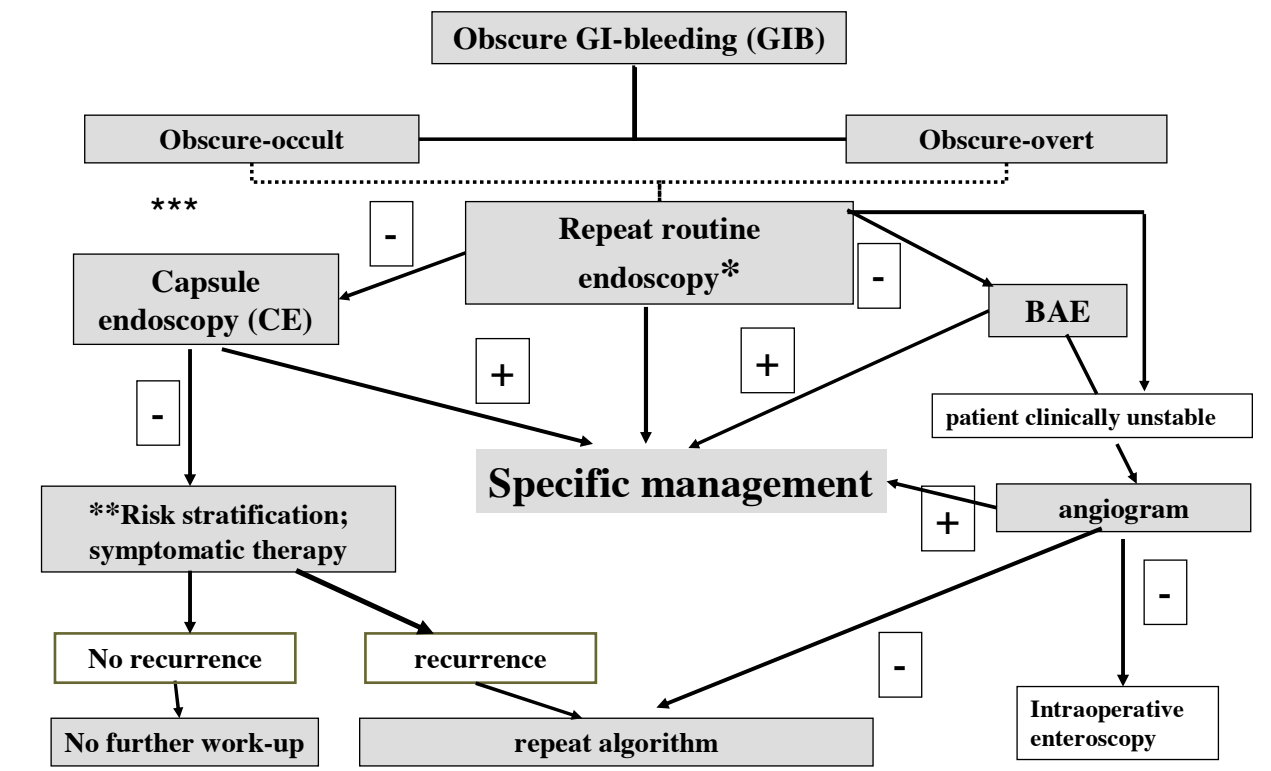 Obscure GI-bleeding (GIB)
Obscure-occult
Obscure-overt
***
-
Repeat routine
endoscopy*
-
Capsule
endoscopy (CE)
BAE
+
+
-
patient clinically unstable
Specific management
angiogram
+
**Risk stratification;
symptomatic therapy
-
No recurrence
recurrence
-
Intraoperative
enteroscopy
No further work-up
repeat algorithm